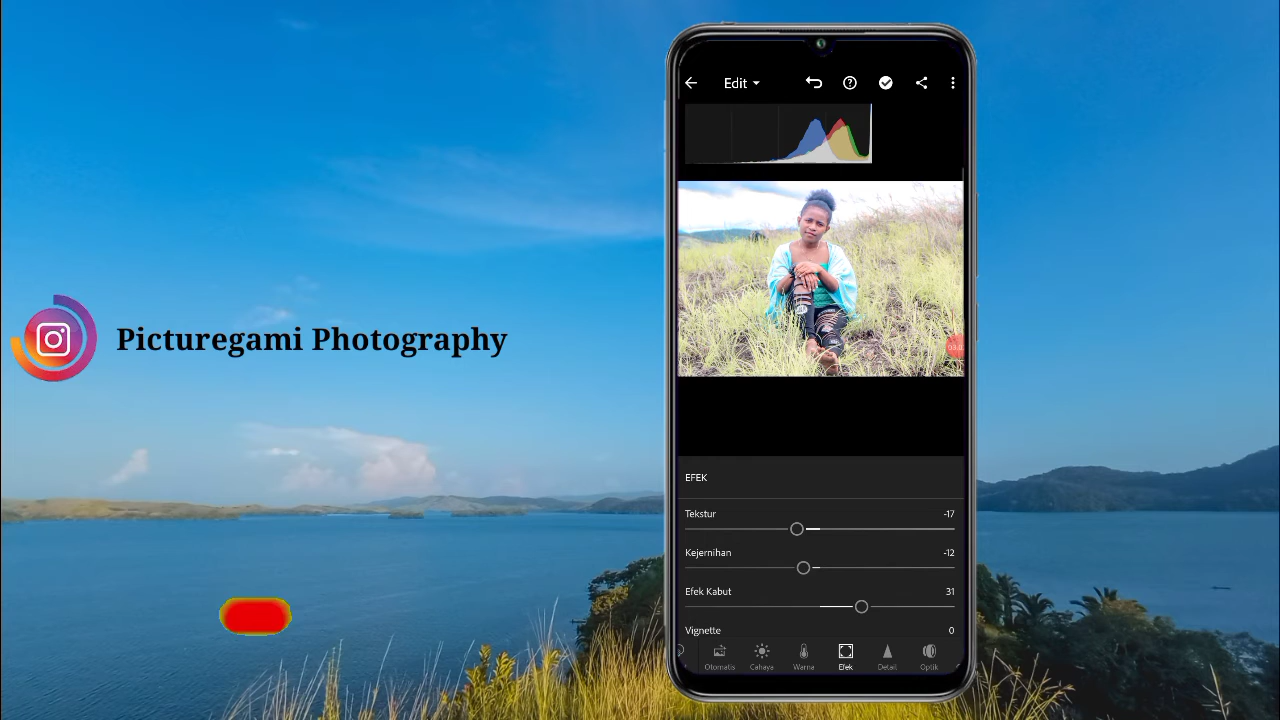 Edit
Picturegami Photography
EFEK
Tekstur -17
Kejernihan -12
Efek Kabut 31
Vignette 0
Otomatis Cahaya Warna Efek Detail Optik